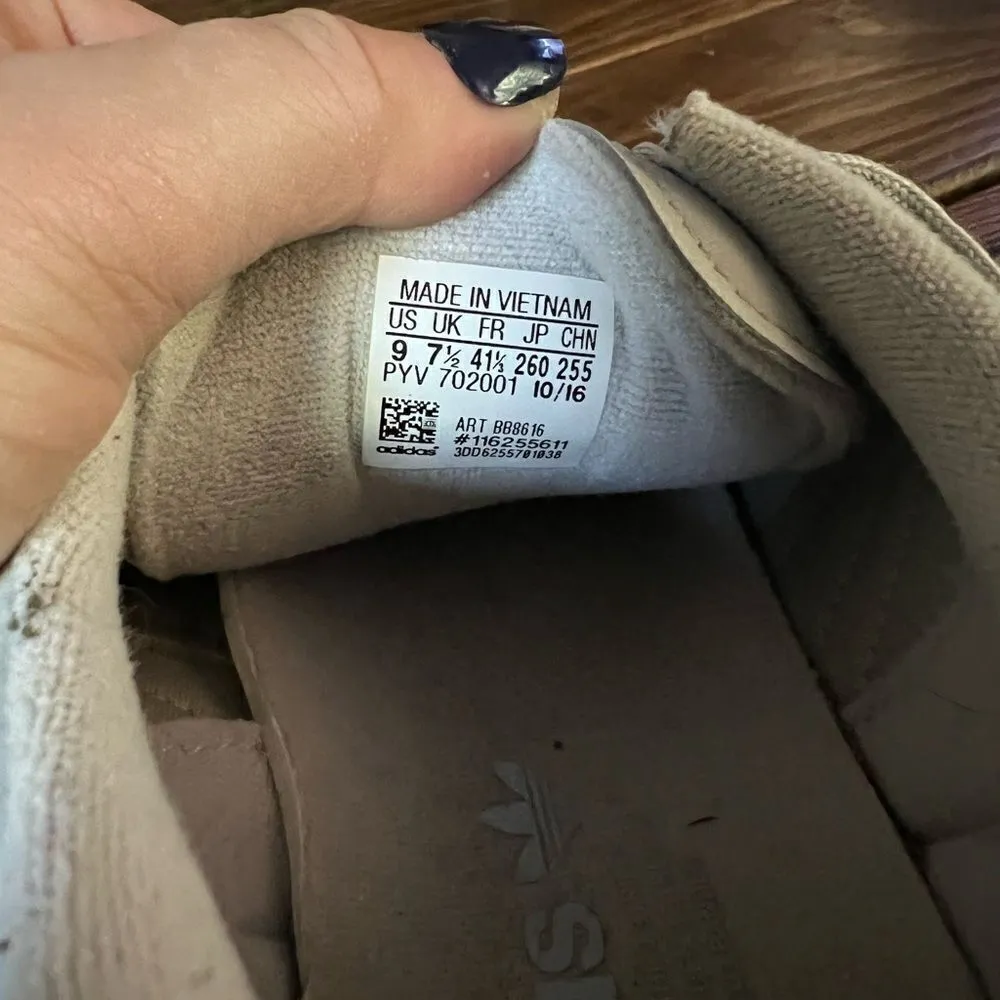 MADE IN VIETNAM
US UK FR JP CHN
9 7½ 41⅓ 260 255
PYV 702001 10/16
ART BB8616
#116255611
adidas 3DD6255701038